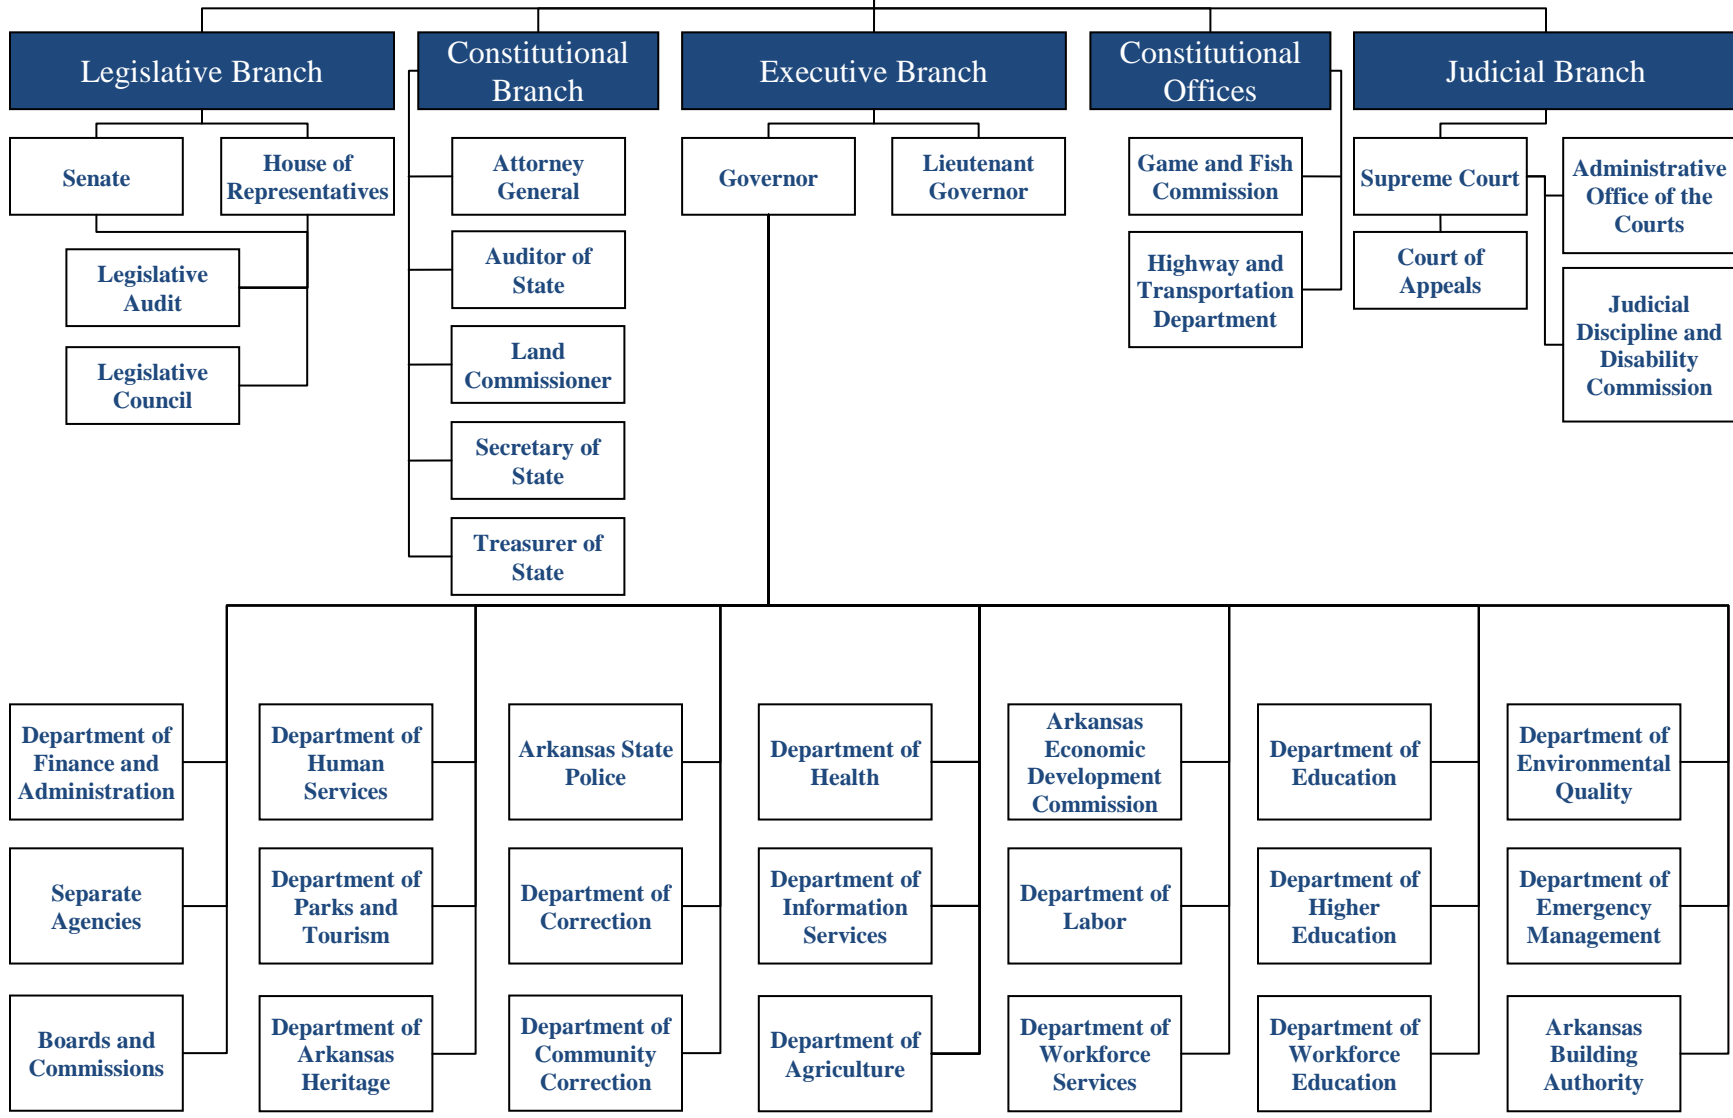 Legislative Branch
Constitutional
Branch
Executive Branch
Constitutional
Offices
Judicial Branch
Senate
House of
Representatives
Legislative
Audit
Legislative
Council
Attorney
General
Auditor of
State
Land
Commissioner
Secretary of
State
Treasurer of
State
Governor
Lieutenant
Governor
Game and Fish
Commission
Highway and
Transportation
Department
Supreme Court
Court of
Appeals
Administrative
Office of the
Courts
Judicial
Discipline and
Disability
Commission
Department of
Finance and
Administration
Department of
Human
Services
Arkansas State
Police
Department of
Health
Arkansas
Economic
Development
Commission
Department of
Education
Department of
Environmental
Quality
Separate
Agencies
Department of
Parks and
Tourism
Department of
Correction
Department of
Information
Services
Department of
Labor
Department of
Higher
Education
Department of
Emergency
Management
Boards and
Commissions
Department of
Arkansas
Heritage
Department of
Community
Correction
Department of
Agriculture
Department of
Workforce
Services
Department of
Workforce
Education
Arkansas
Building
Authority